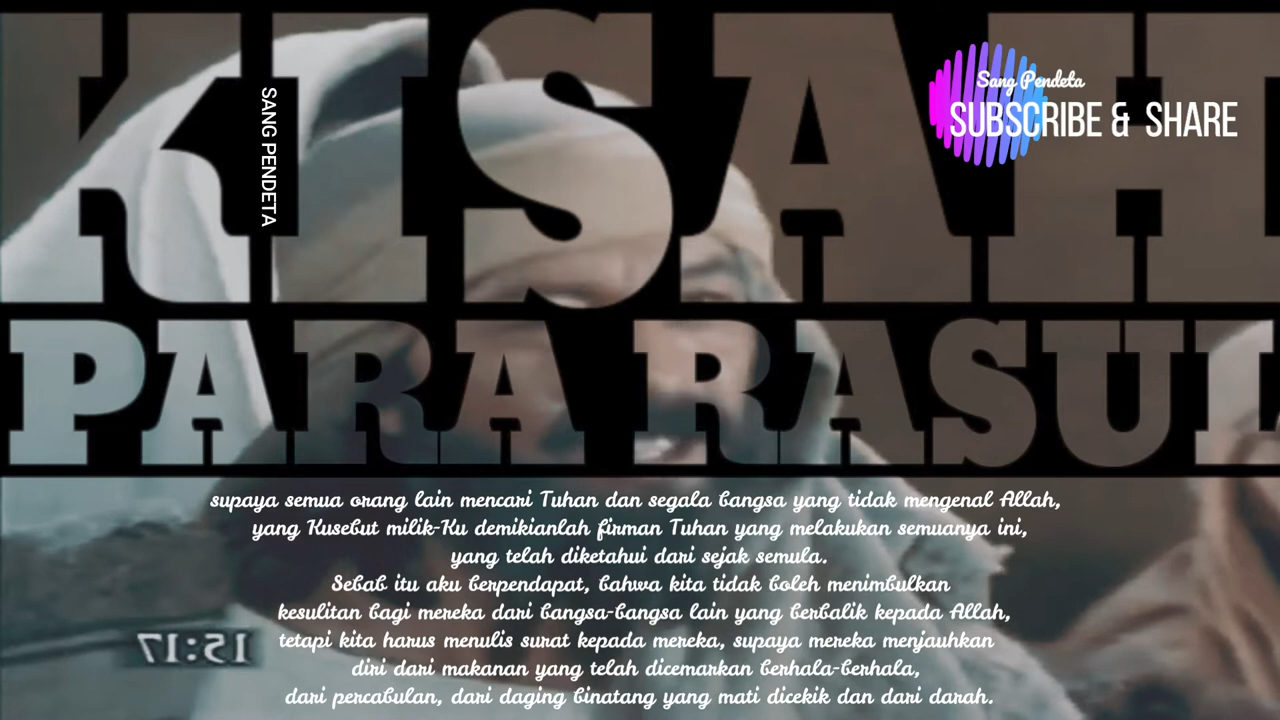 KISAH
PARA RASUL
SANG PENDETA
Sang Pendeta
SUBSCRIBE & SHARE
supaya semua orang lain mencari Tuhan dan segala bangsa yang tidak mengenal Allah,
yang Kusebut milik-Ku demikianlah firman Tuhan yang melakukan semuanya ini,
yang telah diketahui dari sejak semula.
Sebab itu aku berpendapat, bahwa kita tidak boleh menimbulkan
kesulitan bagi mereka dari bangsa-bangsa lain yang berbalik kepada Allah,
tetapi kita harus menulis surat kepada mereka, supaya mereka menjauhkan
diri dari makanan yang telah dicemarkan berhala-berhala,
dari percabulan, dari daging binatang yang mati dicekik dan dari darah.
15:17